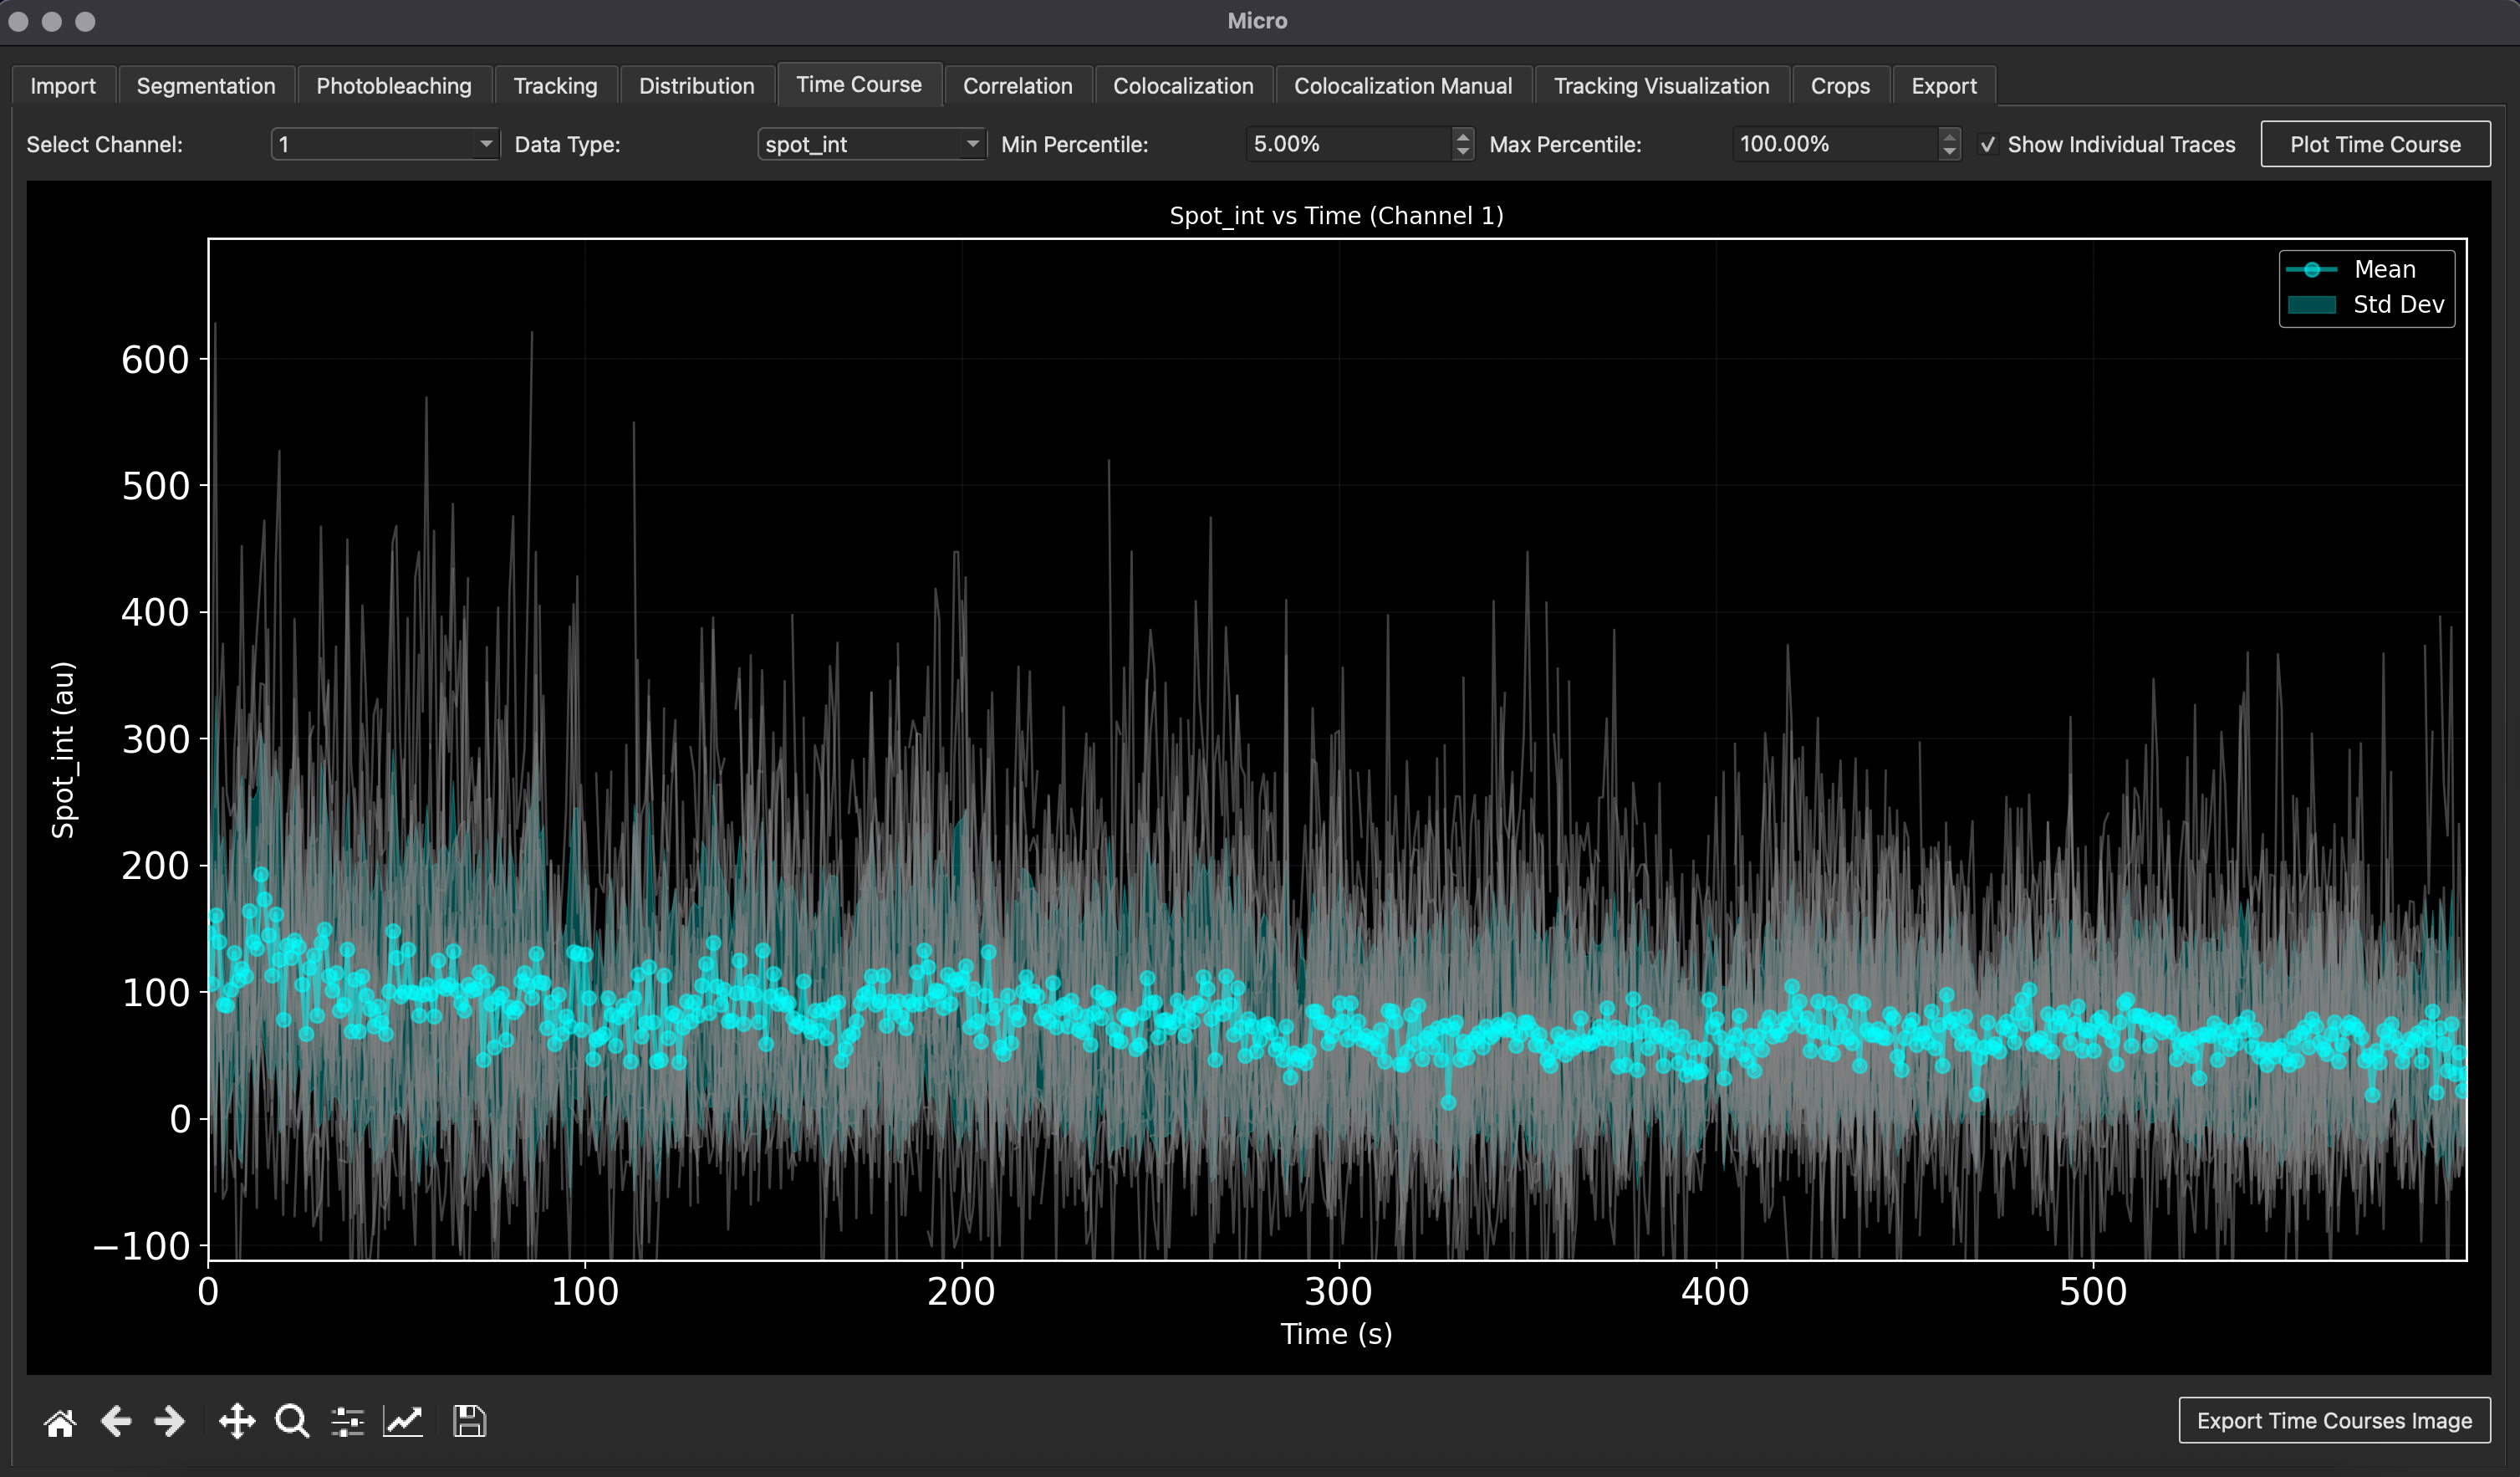 Micro
Import Segmentation Photobleaching Tracking Distribution Time Course Correlation Colocalization Colocalization Manual Tracking Visualization Crops Export
Select Channel: 1 Data Type: spot_int Min Percentile: 5.00% Max Percentile: 100.00% ✓ Show Individual Traces Plot Time Course
Spot_int vs Time (Channel 1)
Mean
Std Dev
600
500
400
300
200
100
0
−100
Spot_int (au)
0 100 200 300 400 500
Time (s)
Export Time Courses Image